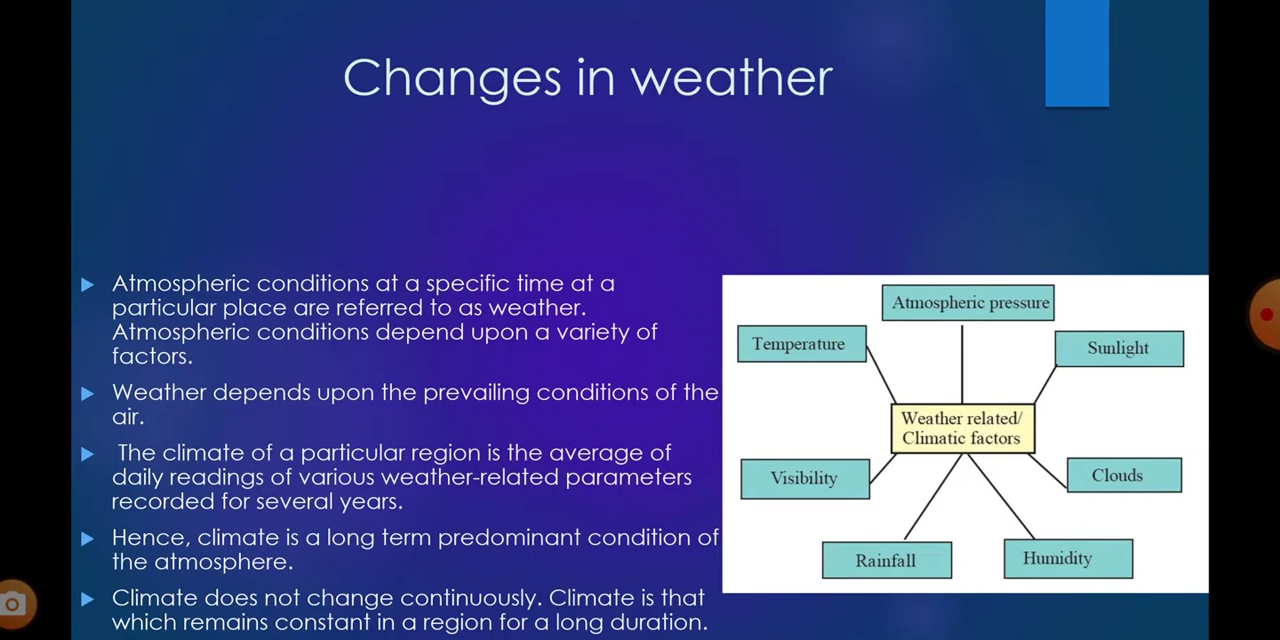 Changes in weather
Atmospheric conditions at a specific time at a
particular place are referred to as weather.
Atmospheric conditions depend upon a variety of
factors.
Weather depends upon the prevailing conditions of the
air.
The climate of a particular region is the average of
daily readings of various weather-related parameters
recorded for several years.
Hence, climate is a long term predominant condition of
the atmosphere.
Climate does not change continuously. Climate is that
which remains constant in a region for a long duration.
Atmospheric pressure
Temperature
Sunlight
Weather related/
Climatic factors
Visibility
Clouds
Rainfall
Humidity